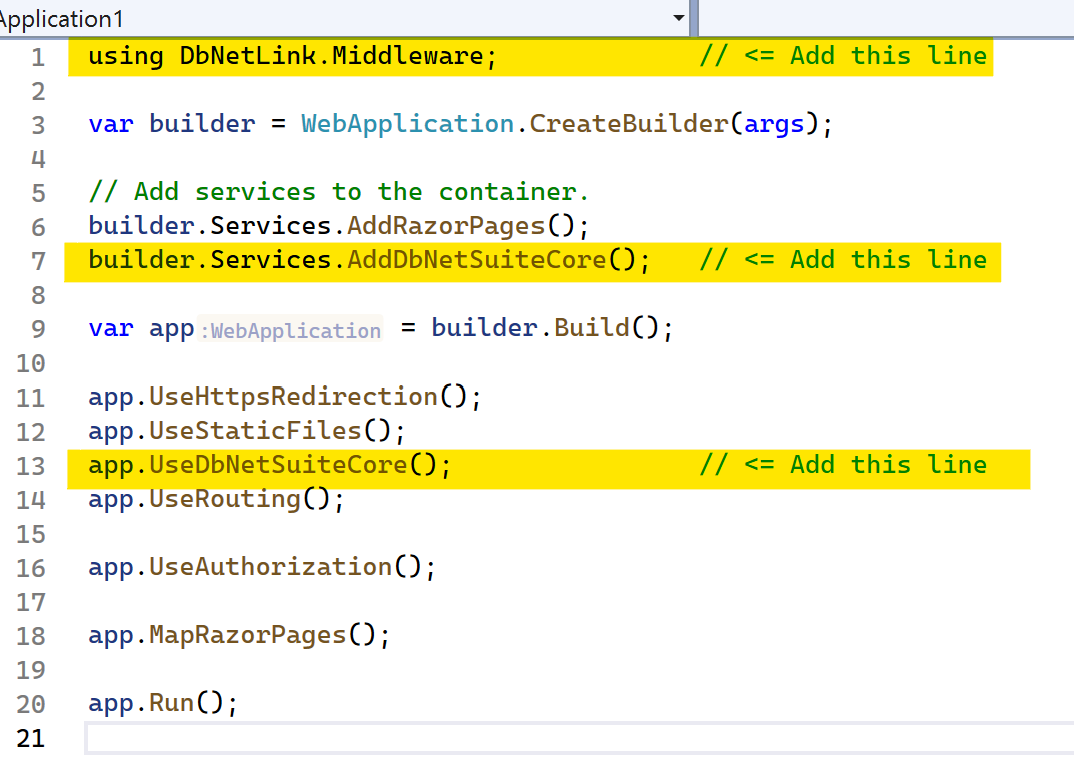 Application1
1 using DbNetLink.Middleware; // <= Add this line
2
3 var builder = WebApplication.CreateBuilder(args);
4
5 // Add services to the container.
6 builder.Services.AddRazorPages();
7 builder.Services.AddDbNetSuiteCore(); // <= Add this line
8
9 var app :WebApplication = builder.Build();
10
11 app.UseHttpsRedirection();
12 app.UseStaticFiles();
13 app.UseDbNetSuiteCore(); // <= Add this line
14 app.UseRouting();
15
16 app.UseAuthorization();
17
18 app.MapRazorPages();
19
20 app.Run();
21